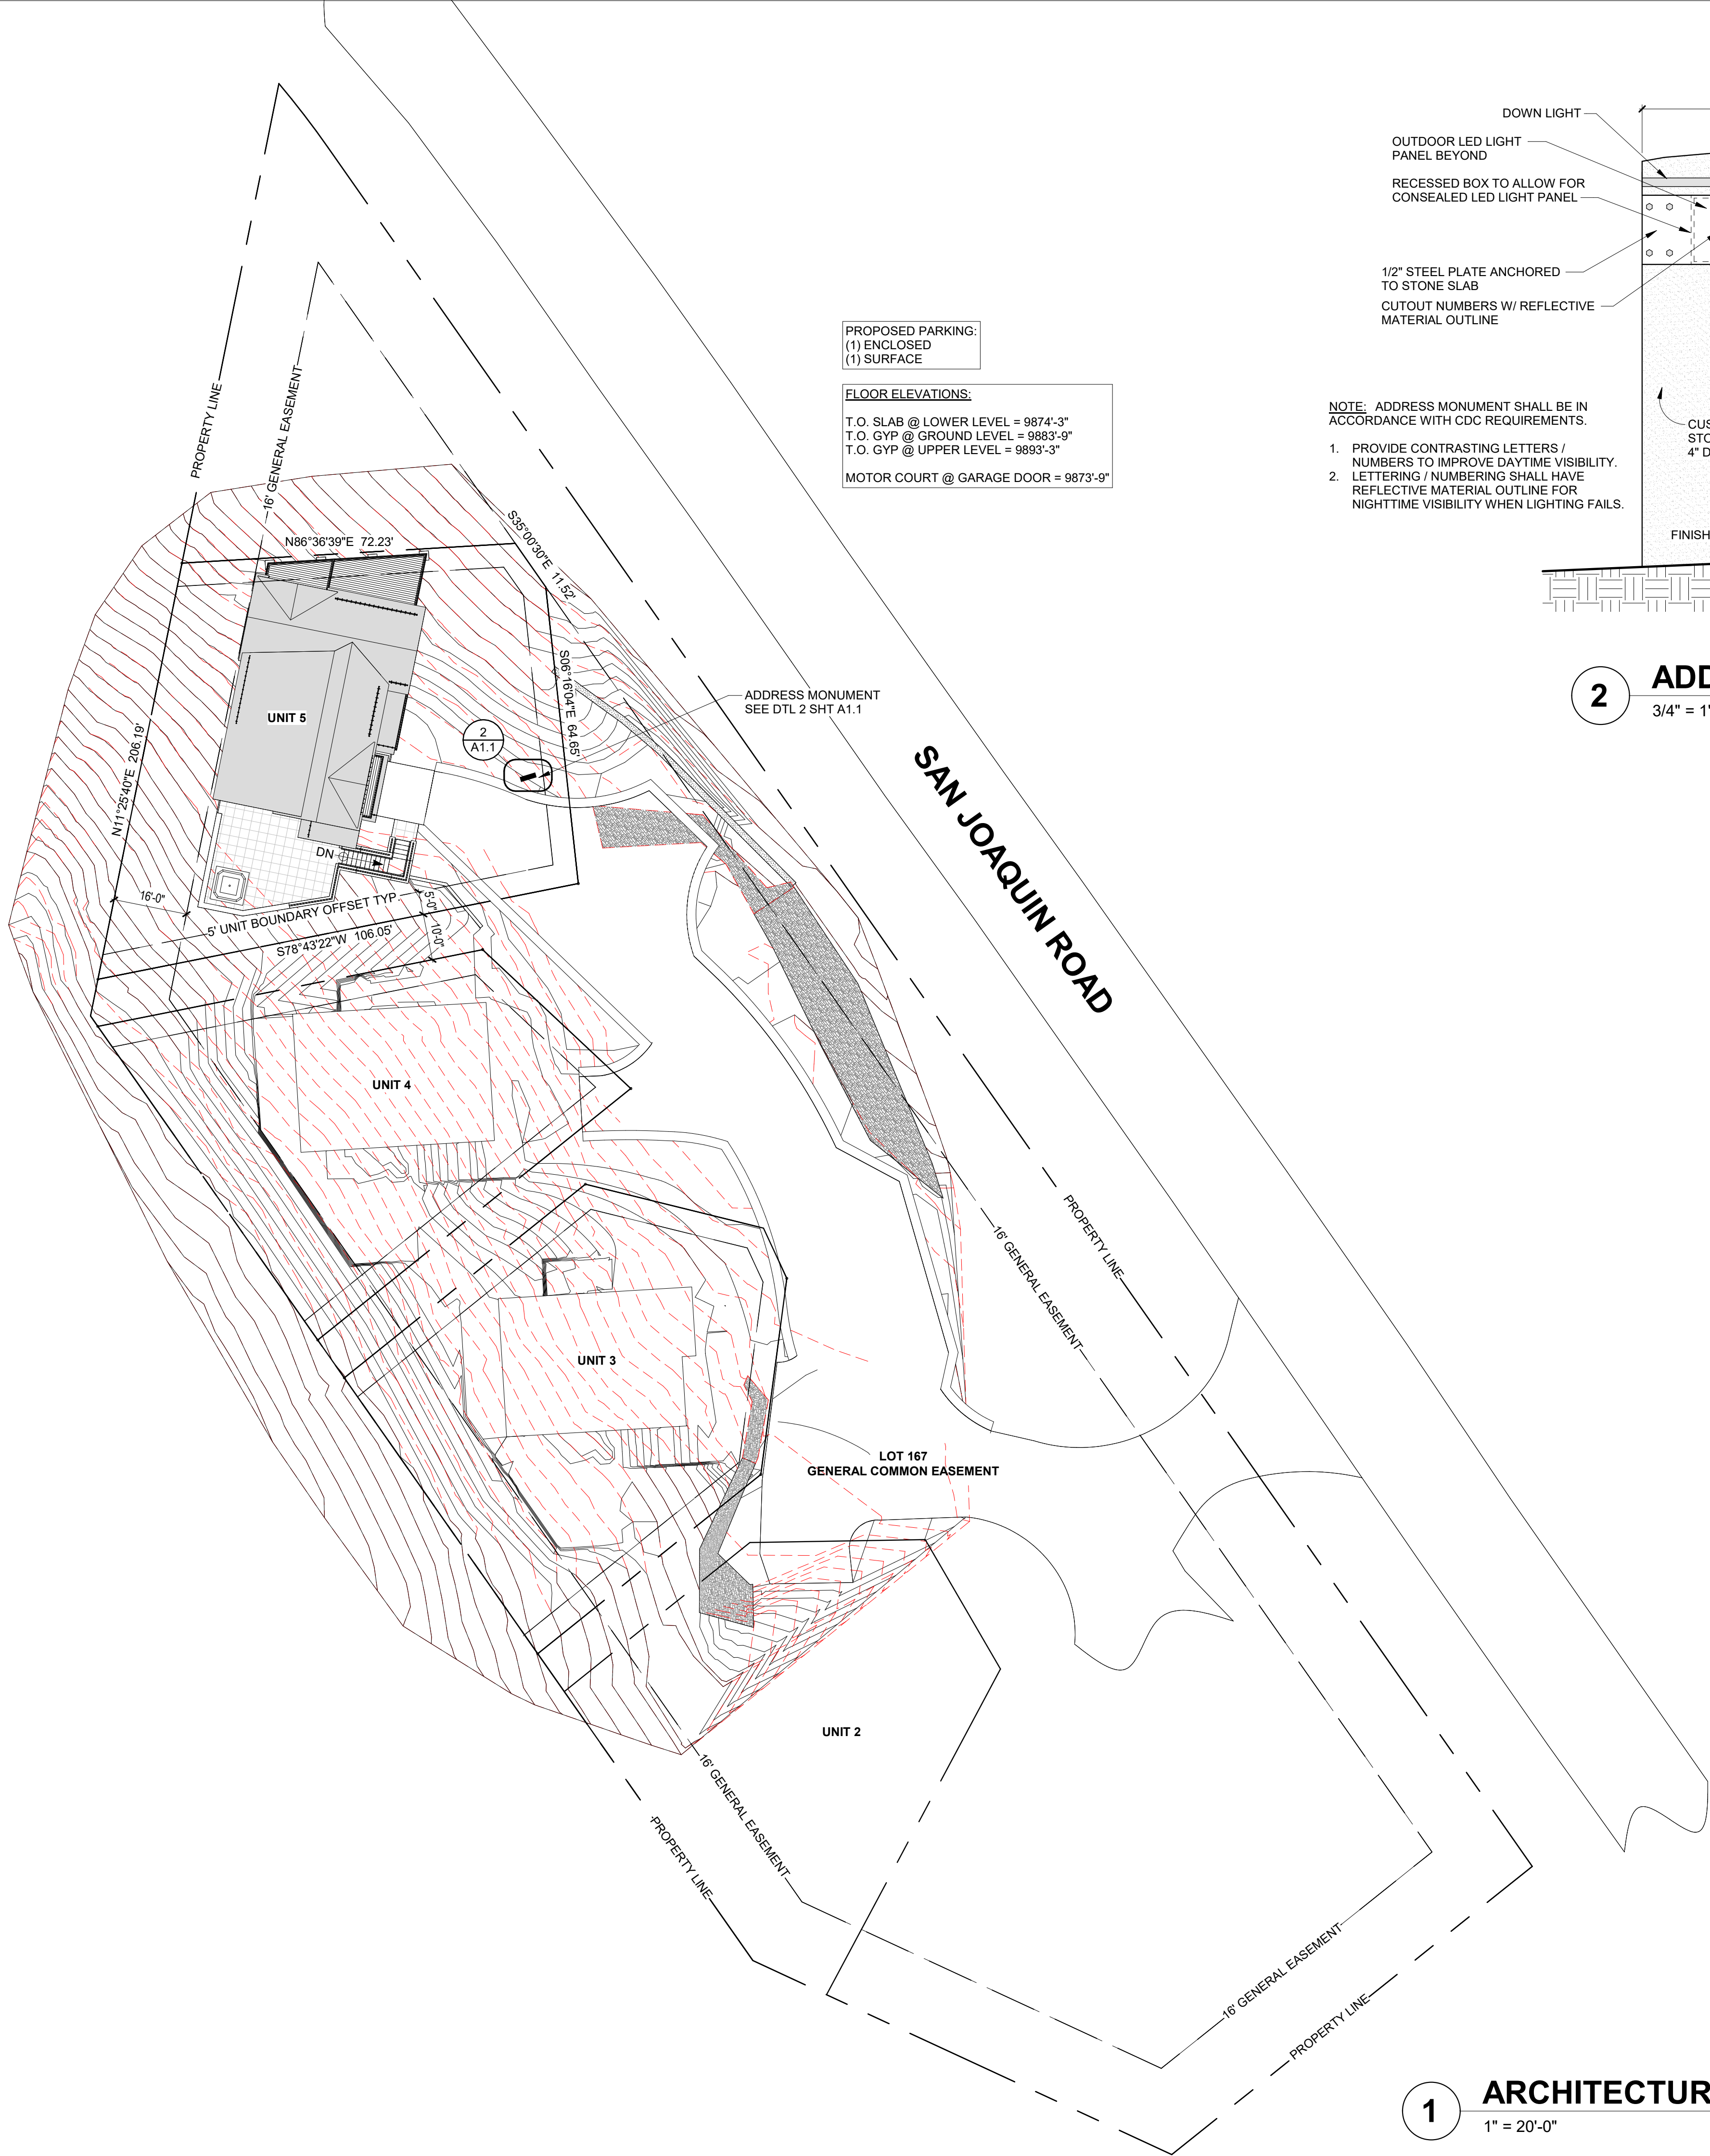 DOWN LIGHT
OUTDOOR LED LIGHT
PANEL BEYOND
RECESSED BOX TO ALLOW FOR
CONSEALED LED LIGHT PANEL
1/2" STEEL PLATE ANCHORED
TO STONE SLAB
CUTOUT NUMBERS W/ REFLECTIVE
MATERIAL OUTLINE
PROPOSED PARKING:
(1) ENCLOSED
(1) SURFACE
FLOOR ELEVATIONS:
T.O. SLAB @ LOWER LEVEL = 9874'-3"
T.O. GYP @ GROUND LEVEL = 9883'-9"
T.O. GYP @ UPPER LEVEL = 9893'-3"
MOTOR COURT @ GARAGE DOOR = 9873'-9"
NOTE: ADDRESS MONUMENT SHALL BE IN
ACCORDANCE WITH CDC REQUIREMENTS.
1. PROVIDE CONTRASTING LETTERS /
NUMBERS TO IMPROVE DAYTIME VISIBILITY.
2. LETTERING / NUMBERING SHALL HAVE
REFLECTIVE MATERIAL OUTLINE FOR
NIGHTTIME VISIBILITY WHEN LIGHTING FAILS.
CUS
STO
4" D
FINISH
2
ADD
3/4" = 1'
PROPERTY LINE
16' GENERAL EASEMENT
N86°36'39"E 72.23'
S35°00'30"E 11.52'
S06°16'04"E 64.65'
UNIT 5
2
A1.1
ADDRESS MONUMENT
SEE DTL 2 SHT A1.1
N11°25'40"E 206.19'
DN
16'-0"
5' UNIT BOUNDARY OFFSET TYP
5'-0"
10'-0"
S78°43'22"W 106.05'
SAN JOAQUIN ROAD
UNIT 4
PROPERTY LINE
16' GENERAL EASEMENT
UNIT 3
LOT 167
GENERAL COMMON EASEMENT
UNIT 2
16' GENERAL EASEMENT
PROPERTY LINE
16' GENERAL EASEMENT
PROPERTY LINE
1
ARCHITECTUR
1" = 20'-0"